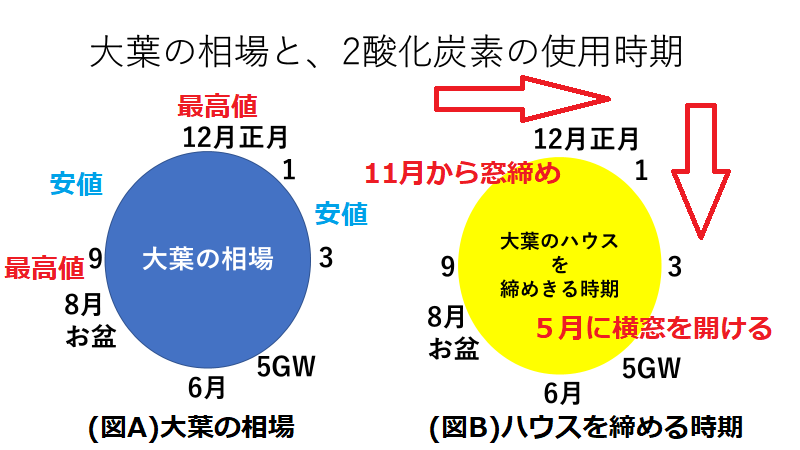 大葉の相場と、2酸化炭素の使用時期
最高値
12月正月
1
安値
安値
大葉の相場
3
最高値
9
8月
お盆
5GW
6月
(図A)大葉の相場
12月正月
11月から窓締め
1
大葉のハウス
を
締めきる時期
9
3
8月
お盆
５月に横窓を開ける
5GW
6月
(図B)ハウスを締める時期